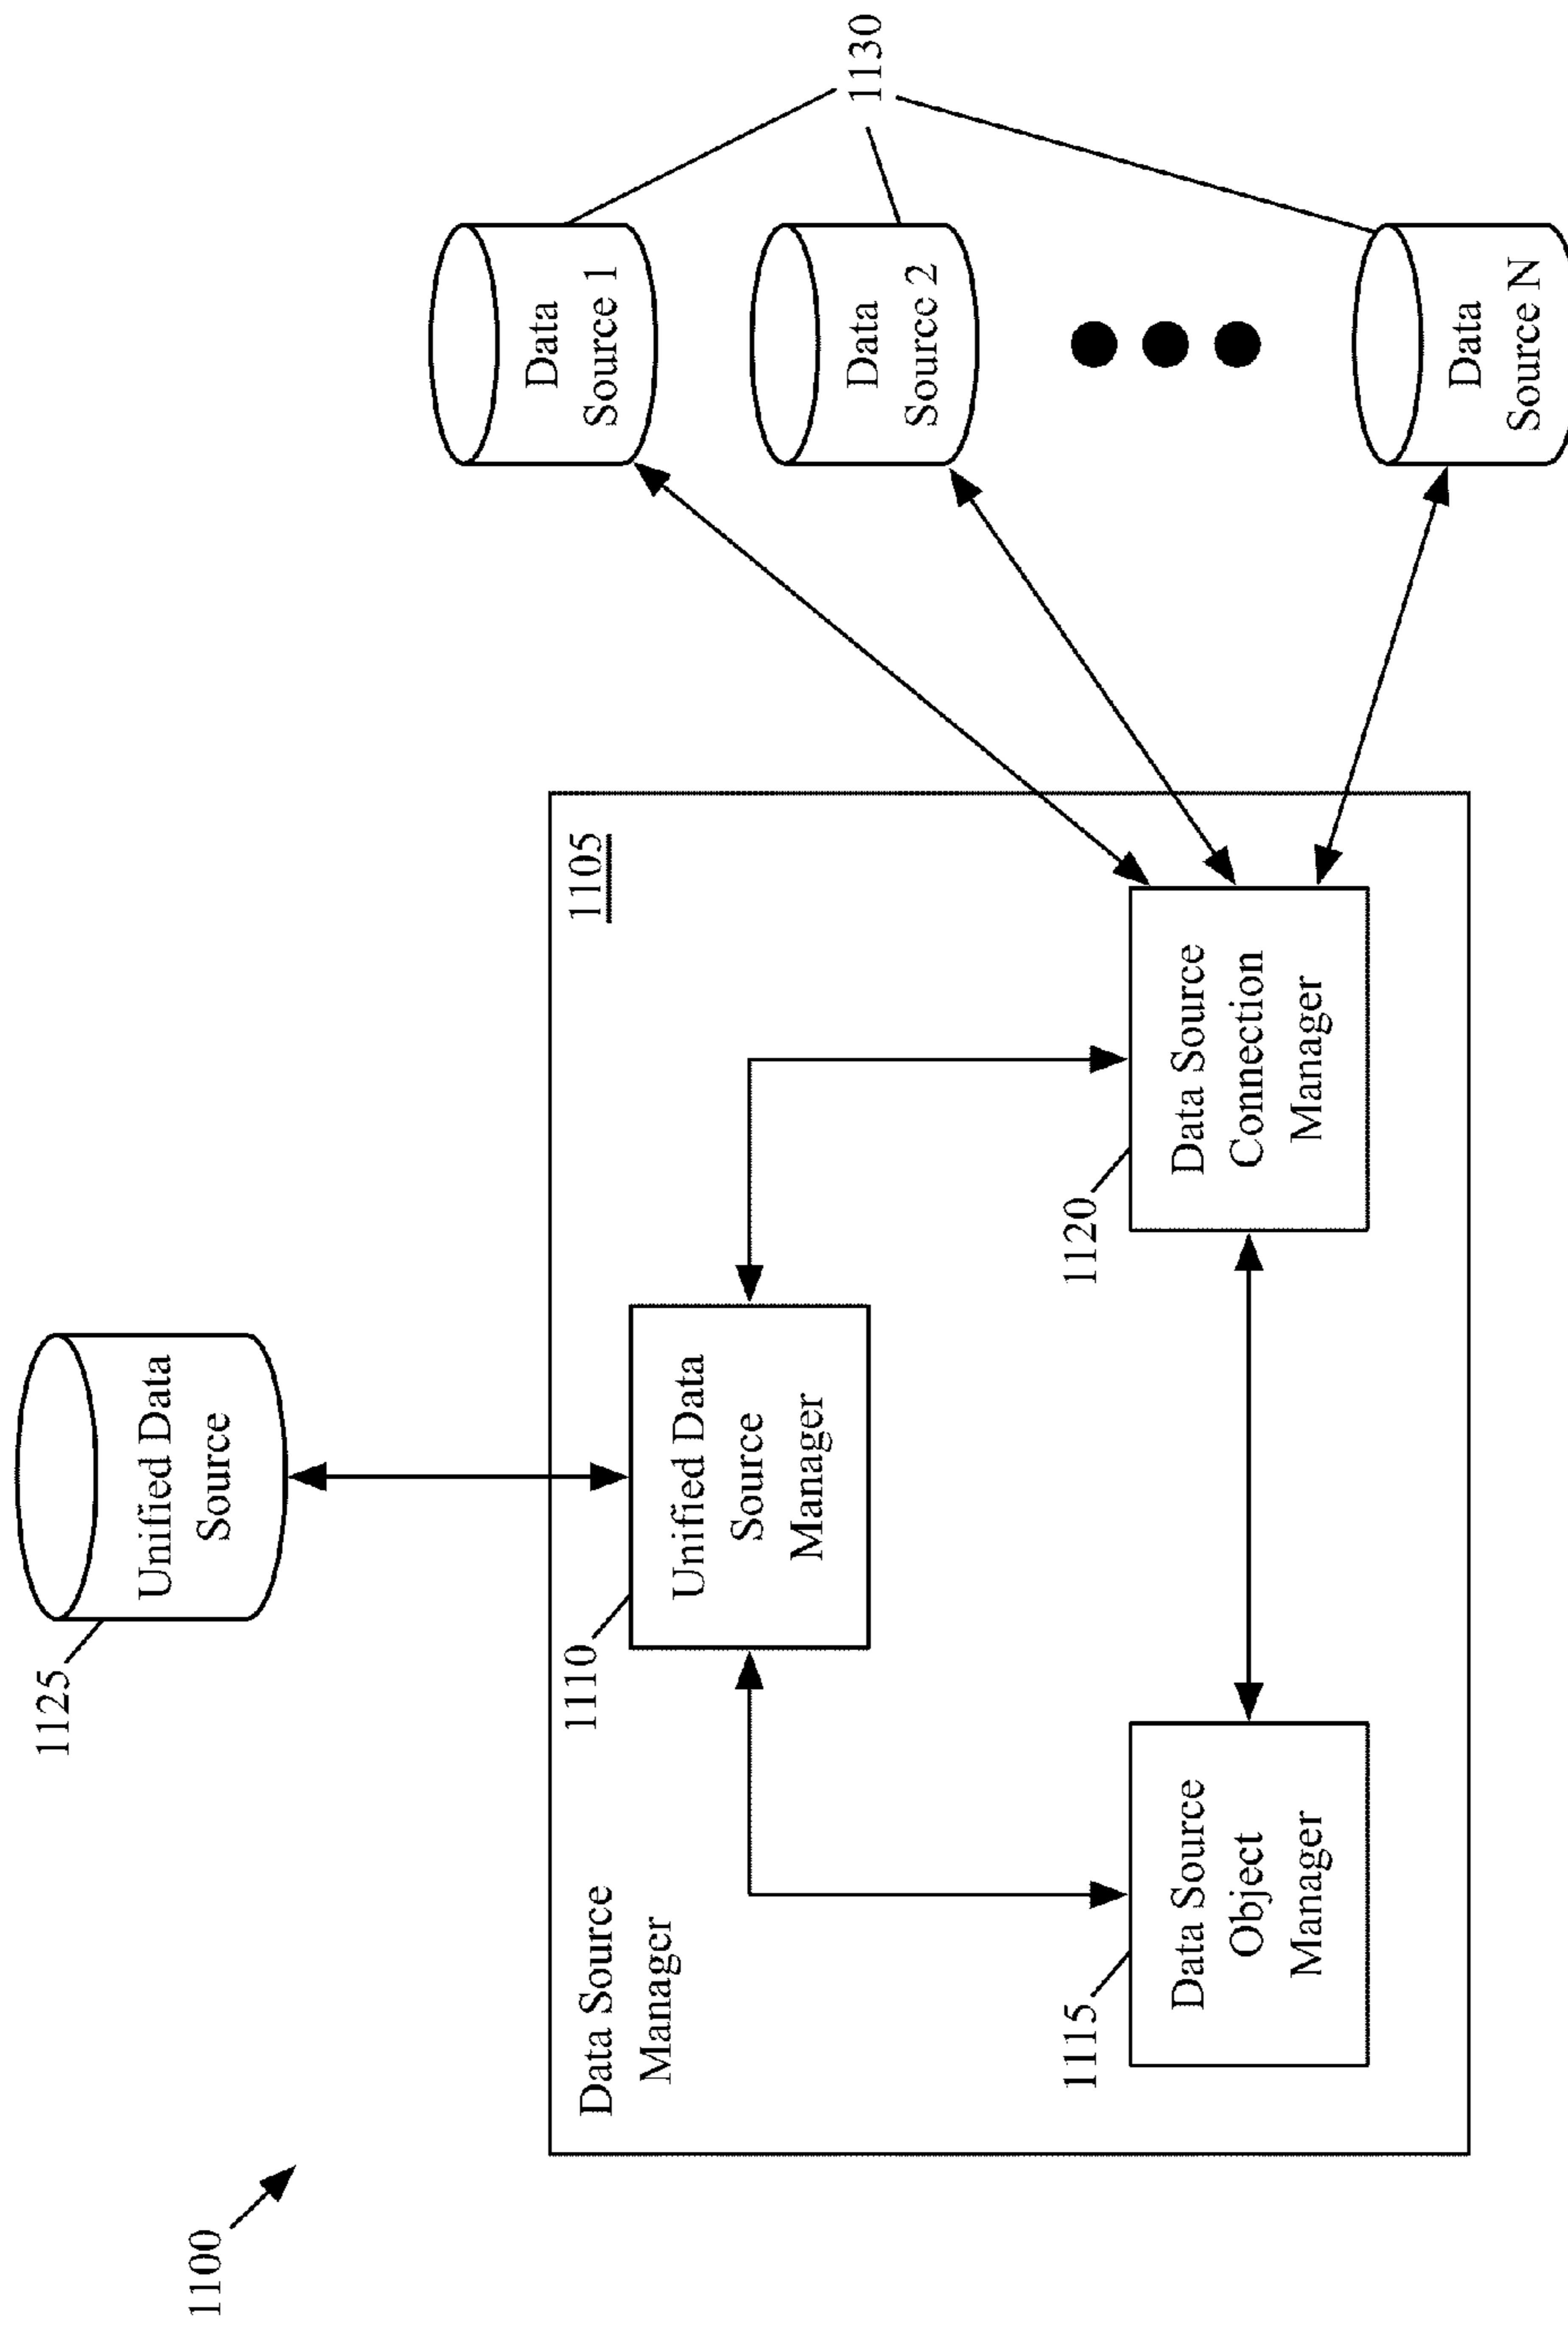 1100
1125
Unified Data
Source
Data Source
Manager
1105
1110
Unified Data
Source
Manager
1115
Data Source
Object
Manager
1120
Data Source
Connection
Manager
Data
Source 1
Data
Source 2
Data
Source N
1130